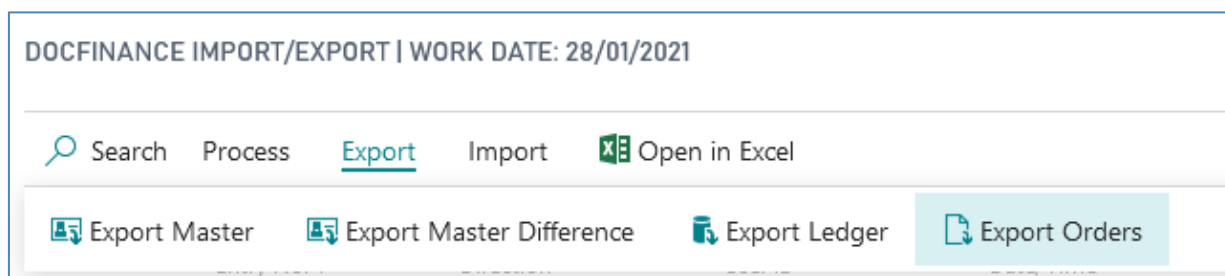 DOCFINANCE IMPORT/EXPORT | WORK DATE: 28/01/2021
Search Process Export Import Open in Excel
Export Master Export Master Difference Export Ledger Export Orders